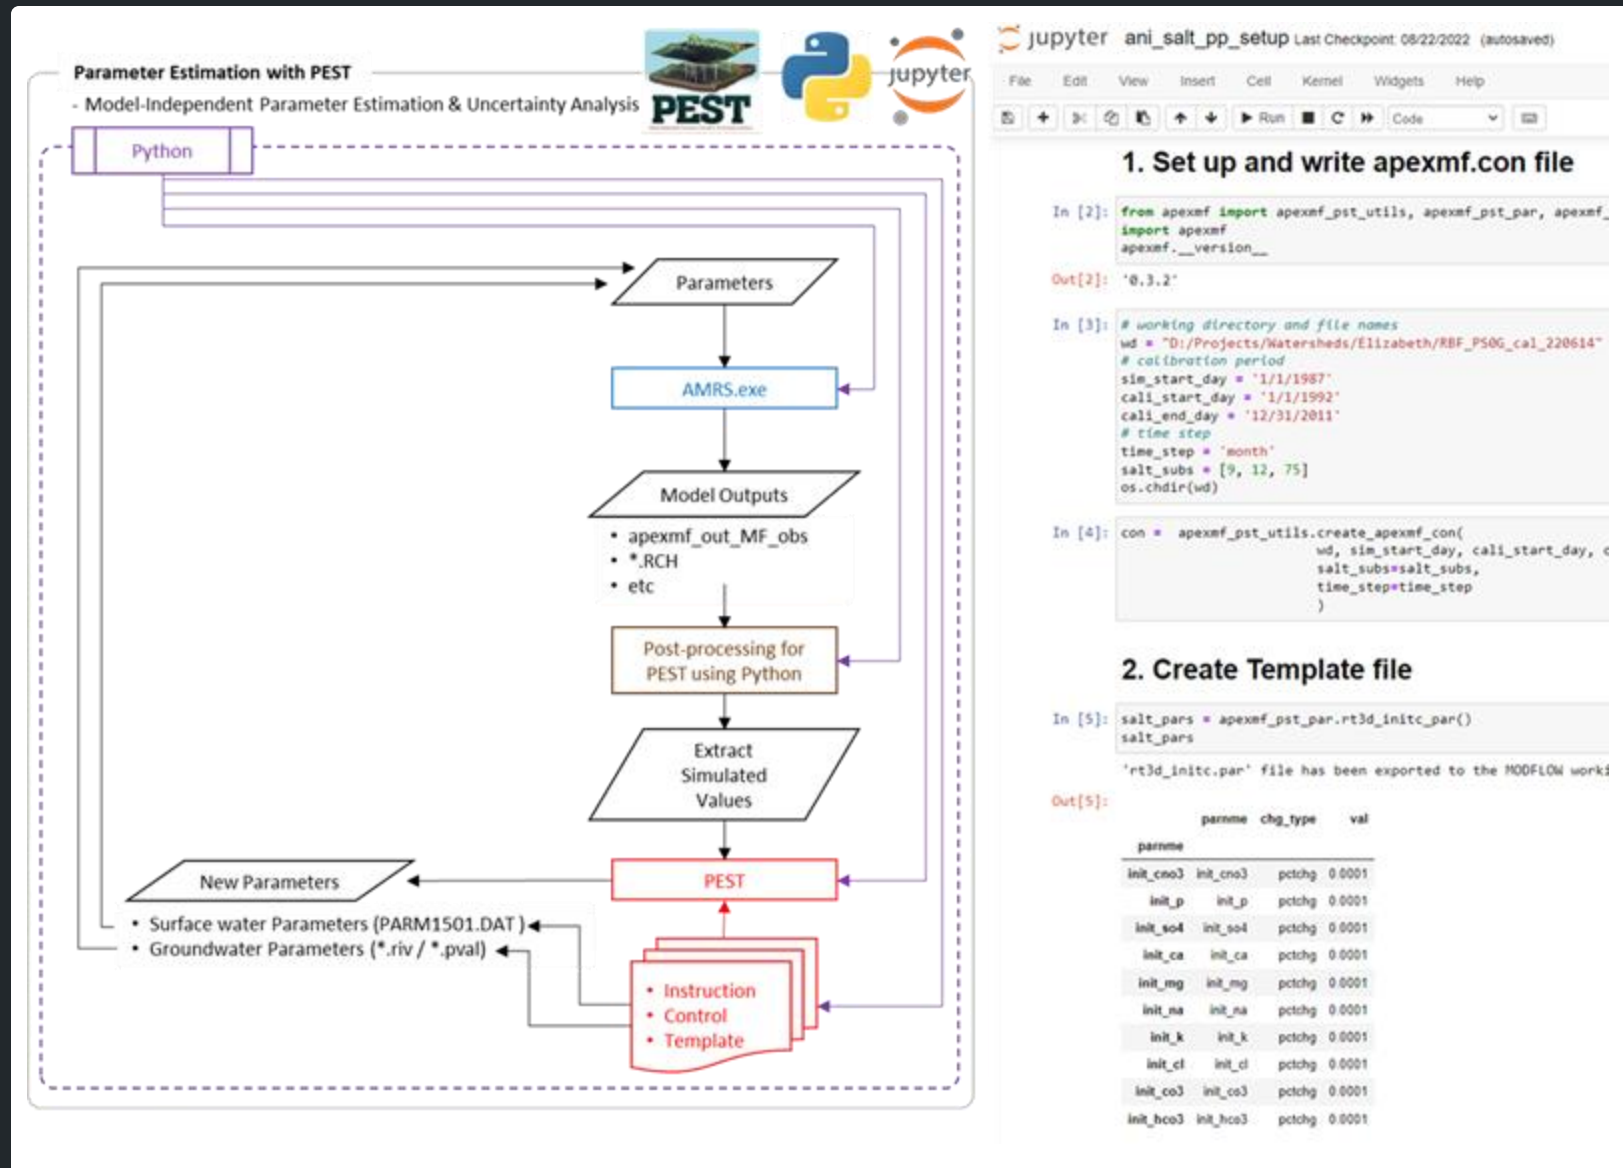 Parameter Estimation with PEST
- Model-Independent Parameter Estimation & Uncertainty Analysis
PEST
jupyter
Python
Parameters
AMRS.exe
Model Outputs
• apexmf_out_MF_obs
• *.RCH
• etc
Post-processing for
PEST using Python
Extract
Simulated
Values
PEST
New Parameters
• Surface water Parameters (PARM1501.DAT )
• Groundwater Parameters (*.riv / *.pval)
• Instruction
• Control
• Template
jupyter ani_salt_pp_setup Last Checkpoint: 08/22/2022 (autosaved)
File Edit View Insert Cell Kernel Widgets Help
Run Code
1. Set up and write apexmf.con file
In [2]: from apexmf import apexmf_pst_utils, apexmf_pst_par, apexmf_
import apexmf
apexmf.__version__
Out[2]: '0.3.2'
In [3]: # working directory and file names
wd = "D:/Projects/Watersheds/Elizabeth/RBF_PS0G_cal_220614"
# calibration period
sim_start_day = '1/1/1987'
cali_start_day = '1/1/1992'
cali_end_day = '12/31/2011'
# time step
time_step = 'month'
salt_subs = [9, 12, 75]
os.chdir(wd)
In [4]: con = apexmf_pst_utils.create_apexmf_con(
wd, sim_start_day, cali_start_day, c
salt_subs=salt_subs,
time_step=time_step
)
2. Create Template file
In [5]: salt_pars = apexmf_pst_par.rt3d_initc_par()
salt_pars
'rt3d_initc.par' file has been exported to the MODFLOW worki
Out[5]:
parnme chg_type val
parnme
init_cno3 init_cno3 pctchg 0.0001
init_p init_p pctchg 0.0001
init_so4 init_so4 pctchg 0.0001
init_ca init_ca pctchg 0.0001
init_mg init_mg pctchg 0.0001
init_na init_na pctchg 0.0001
init_k init_k pctchg 0.0001
init_cl init_cl pctchg 0.0001
init_co3 init_co3 pctchg 0.0001
init_hco3 init_hco3 pctchg 0.0001